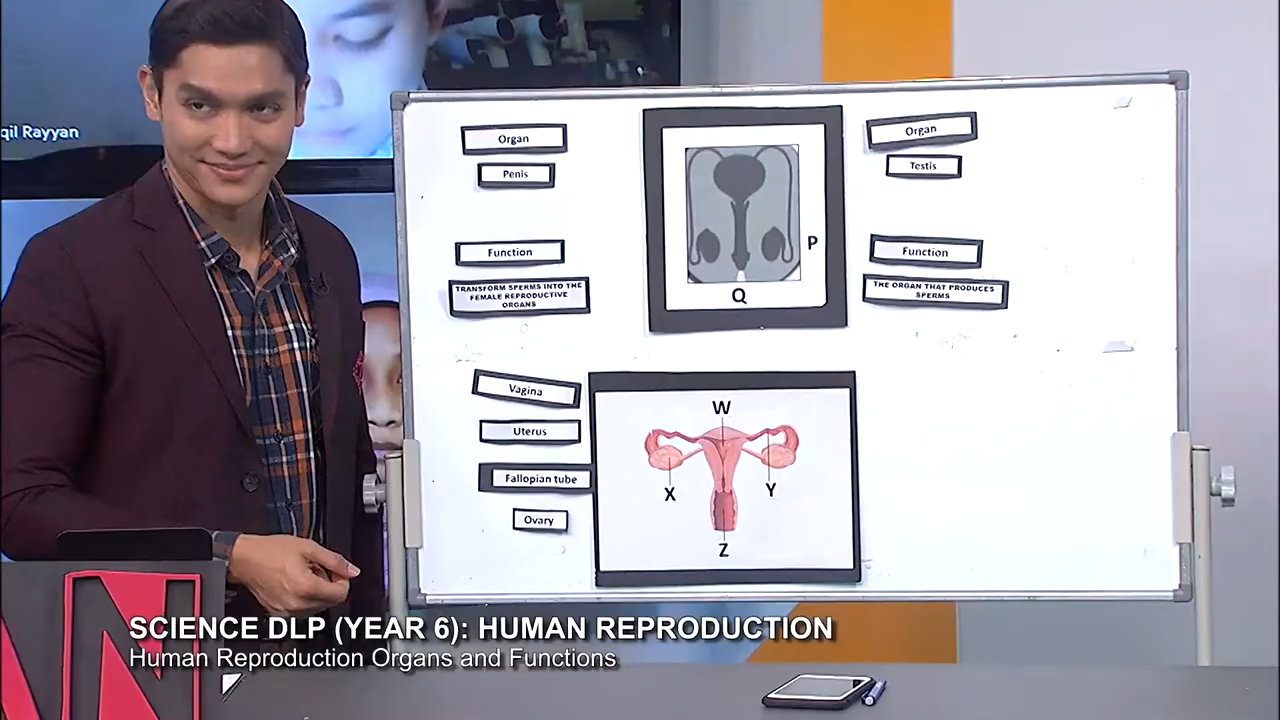 qil Rayyan
Organ
Penis
Function
TRANSFORM SPERMS INTO THE
FEMALE REPRODUCTIVE
ORGANS
P
Q
Organ
Testis
Function
THE ORGAN THAT PRODUCES
SPERMS
Vagina
Uterus
Fallopian tube
Ovary
W
X
Y
Z
SCIENCE DLP (YEAR 6): HUMAN REPRODUCTION
Human Reproduction Organs and Functions